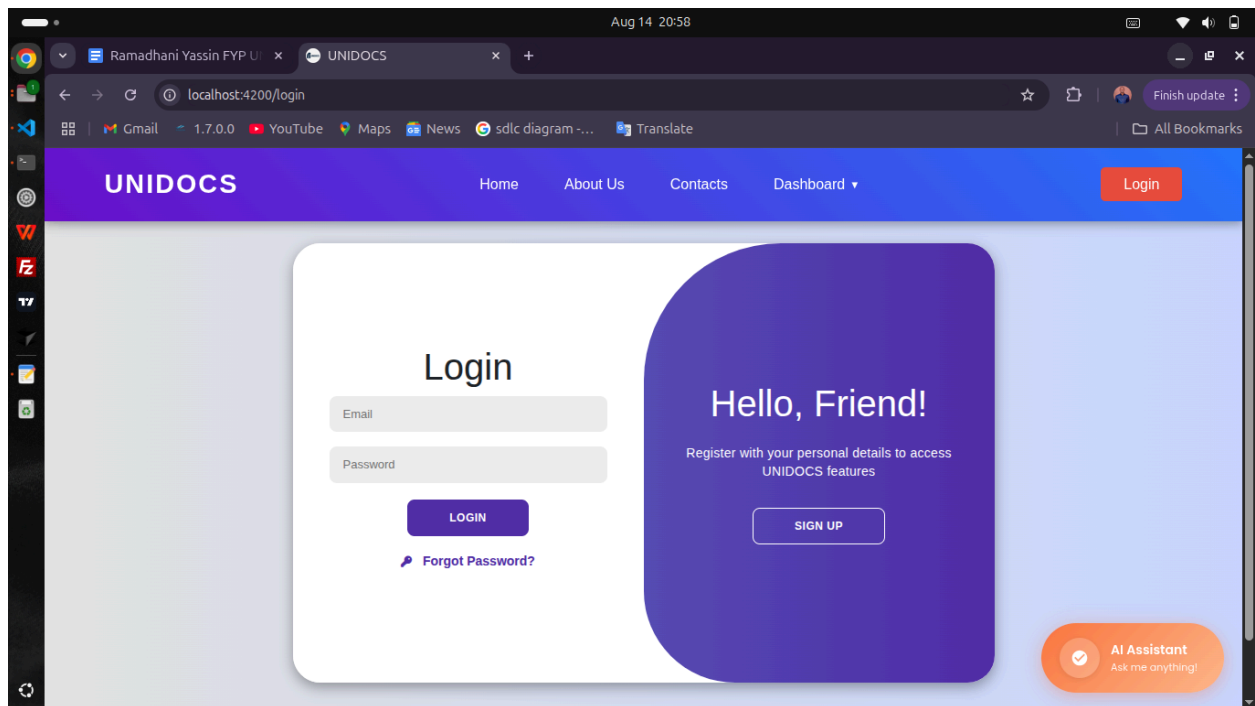 Aug 14 20:58
Ramadhani Yassin FYP U
UNIDOCS
localhost:4200/login
Finish update
Gmail
1.7.0.0
YouTube
Maps
News
sdlc diagram -...
Translate
All Bookmarks
UNIDOCS
Home
About Us
Contacts
Dashboard
Login
Login
Email
Password
LOGIN
Forgot Password?
Hello, Friend!
Register with your personal details to access
UNIDOCS features
SIGN UP
AI Assistant
Ask me anything!